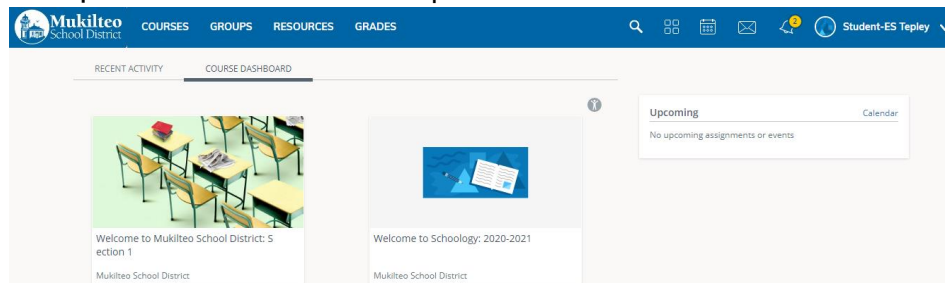 Mukilteo
School District
COURSES GROUPS RESOURCES GRADES
2
Student-ES Tepley
RECENT ACTIVITY COURSE DASHBOARD
Upcoming Calendar
No upcoming assignments or events
Welcome to Mukilteo School District: S
ection 1
Mukilteo School District
Welcome to Schoology: 2020-2021
Mukilteo School District